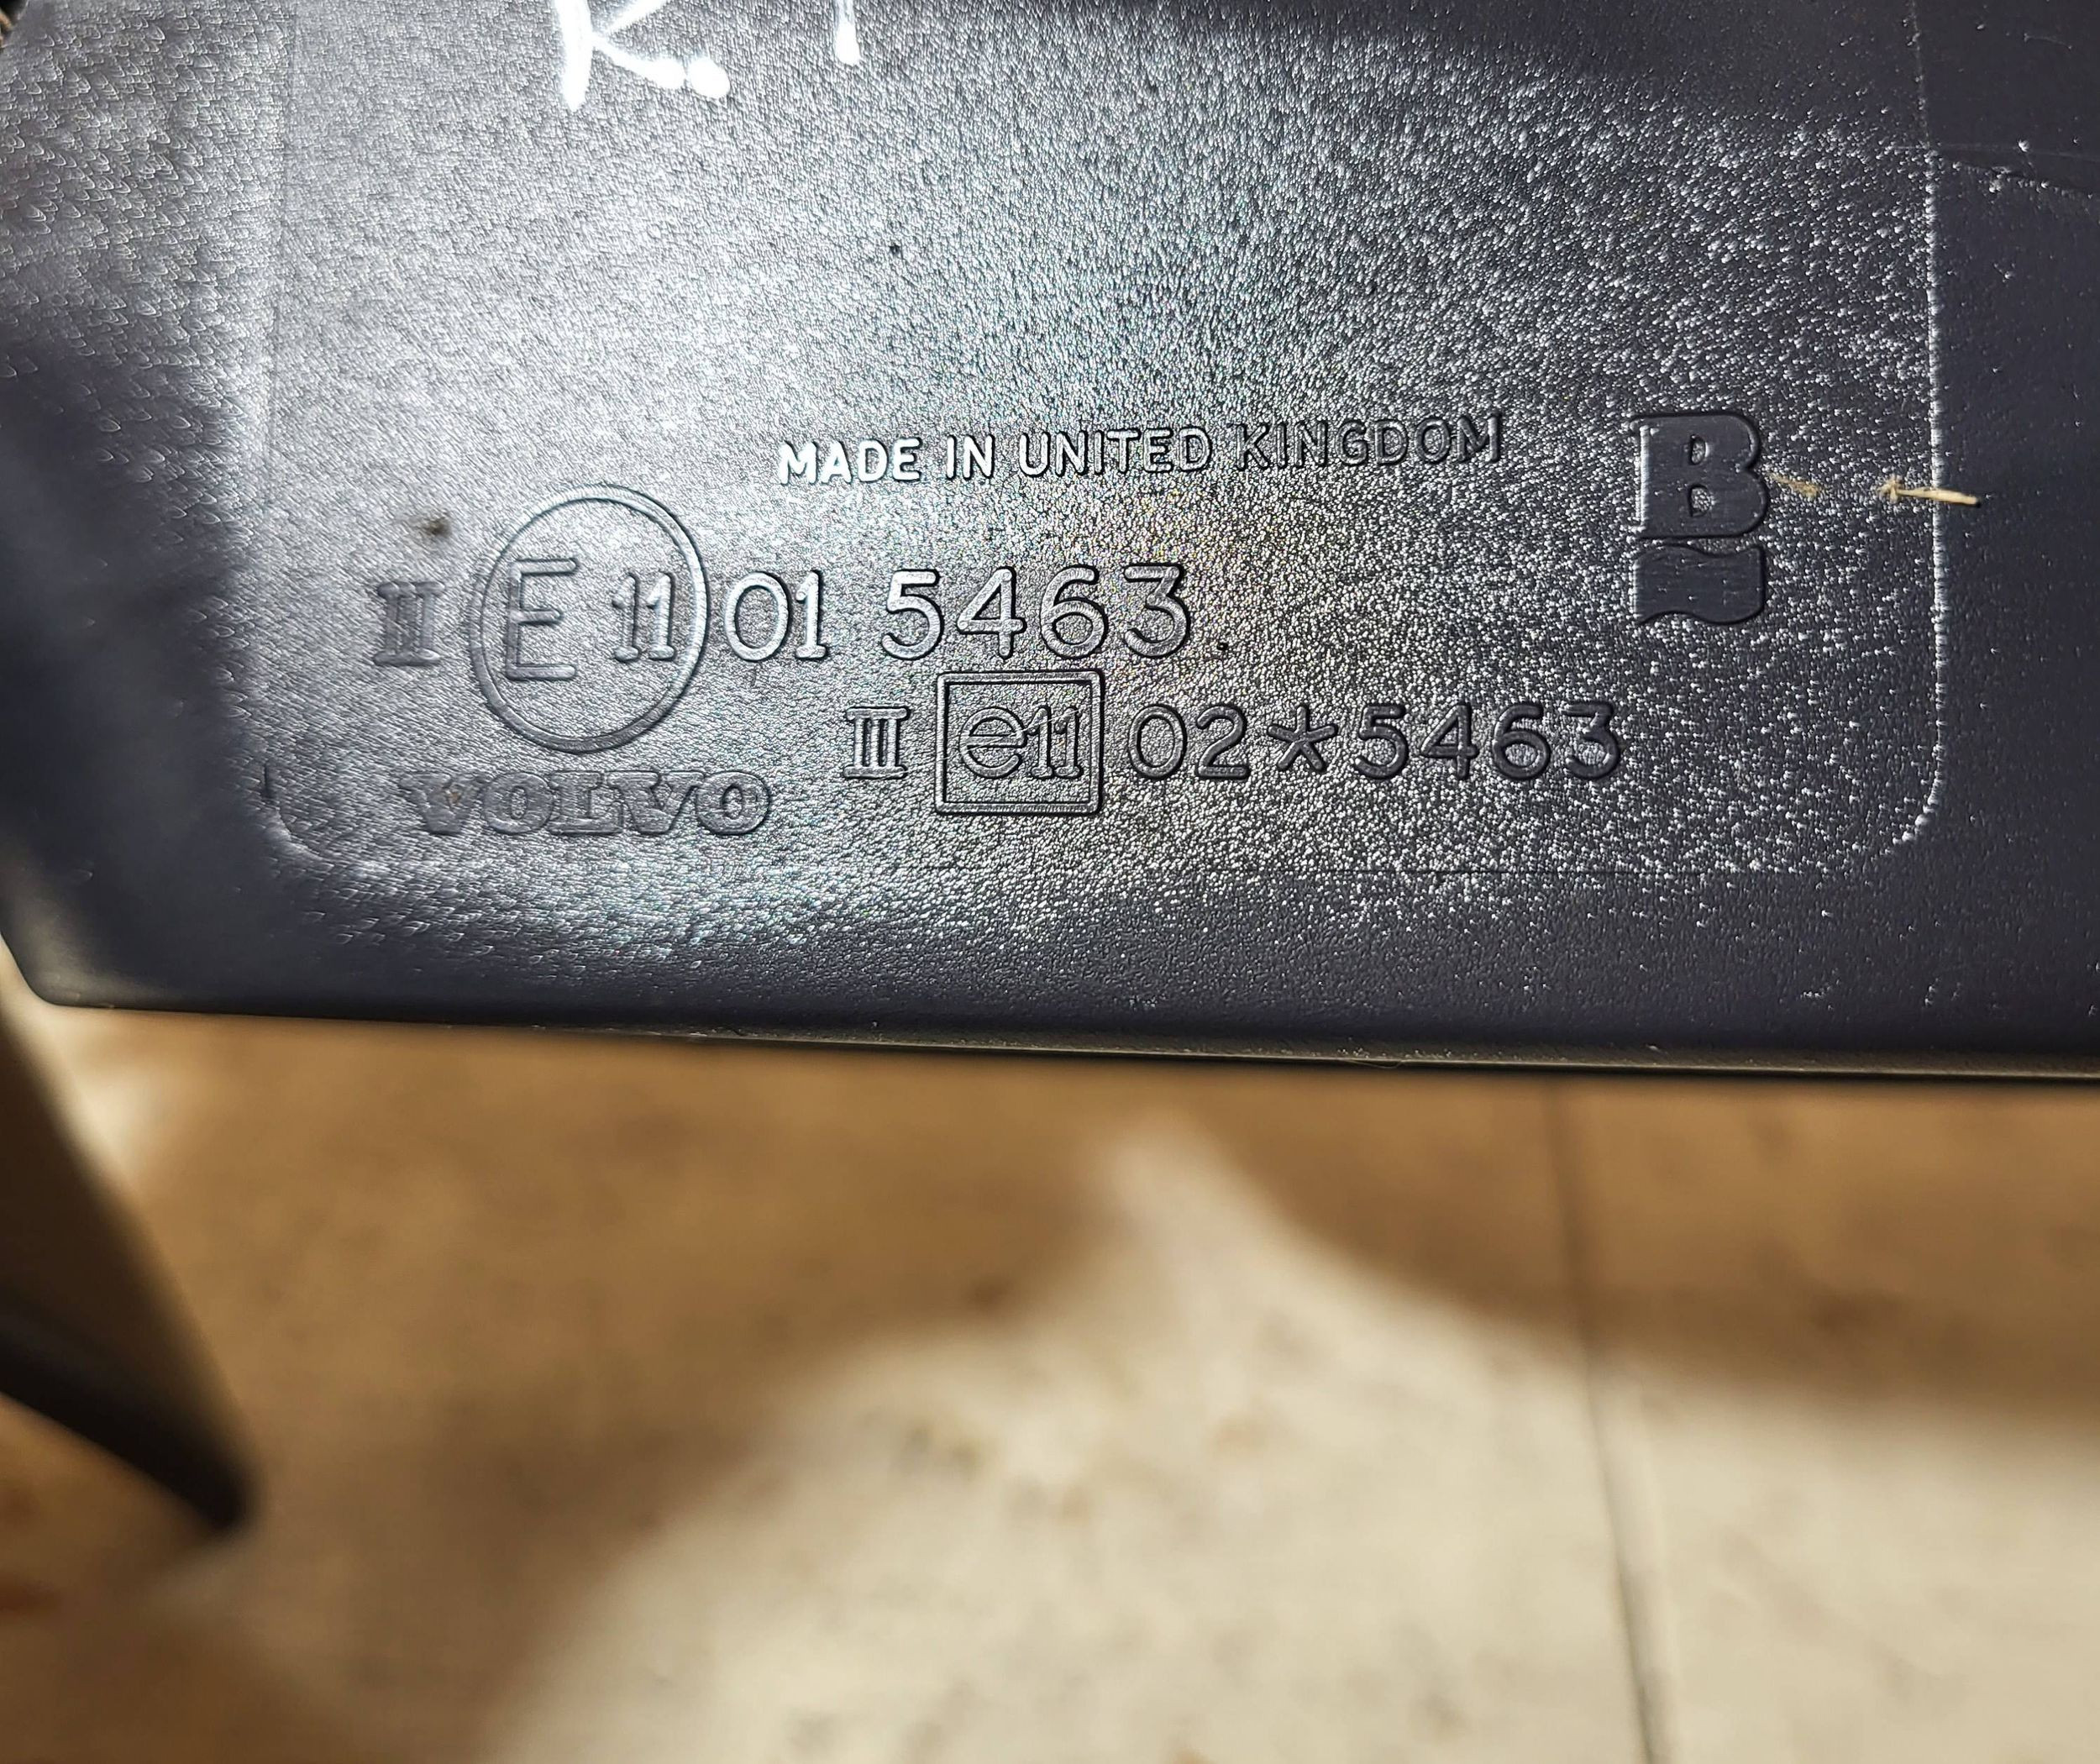 K
MADE IN UNITED KINGDOM
B
II E 11 01 5463.
III e11 02*5463
VOLVO